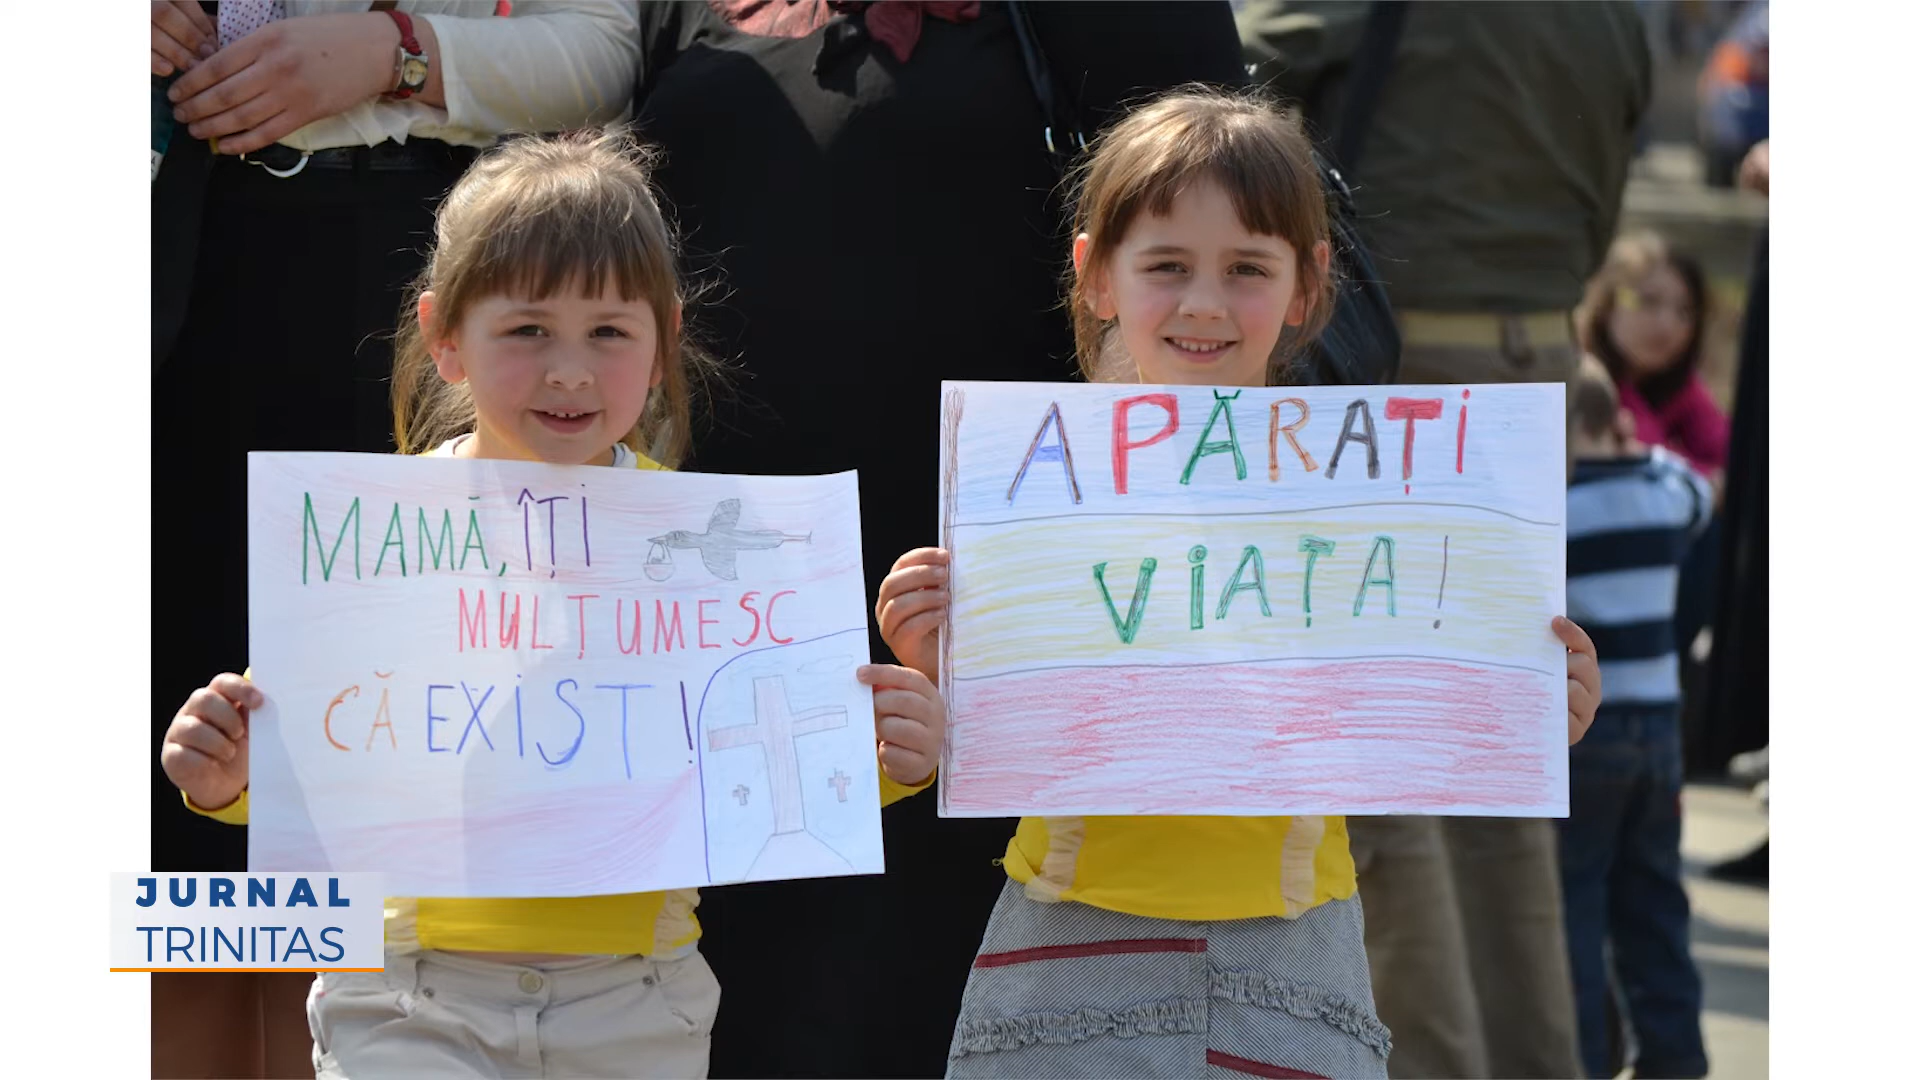 MAMĂ, ÎȚI
MULȚUMESC
CĂ EXIST!
APĂRAȚI
VIAȚA!
JURNAL
TRINITAS